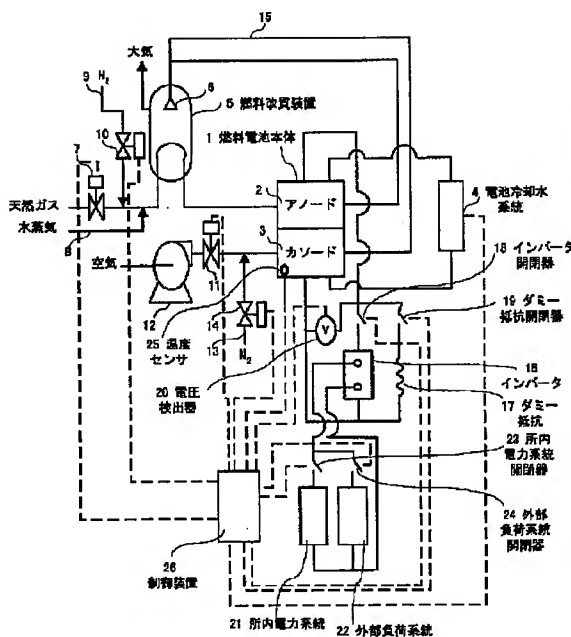 15
大気
9 N₂
6
5 燃料改質装置
10
1 燃料電池本体
7
天然ガス
水蒸気
8
2 アノード
3 カソード
4 電池冷却水
系統
空気
11
12
14
13
N₂
25 温度
センサ
18 インバータ
開閉器
19 ダミー
抵抗開閉器
V
20 電圧
検出器
16
インバータ
17 ダミー
抵抗
23 所内
電力系統
開閉器
24 外部
負荷系統
開閉器
26
制御装置
21 所内電力系統
22 外部負荷系統